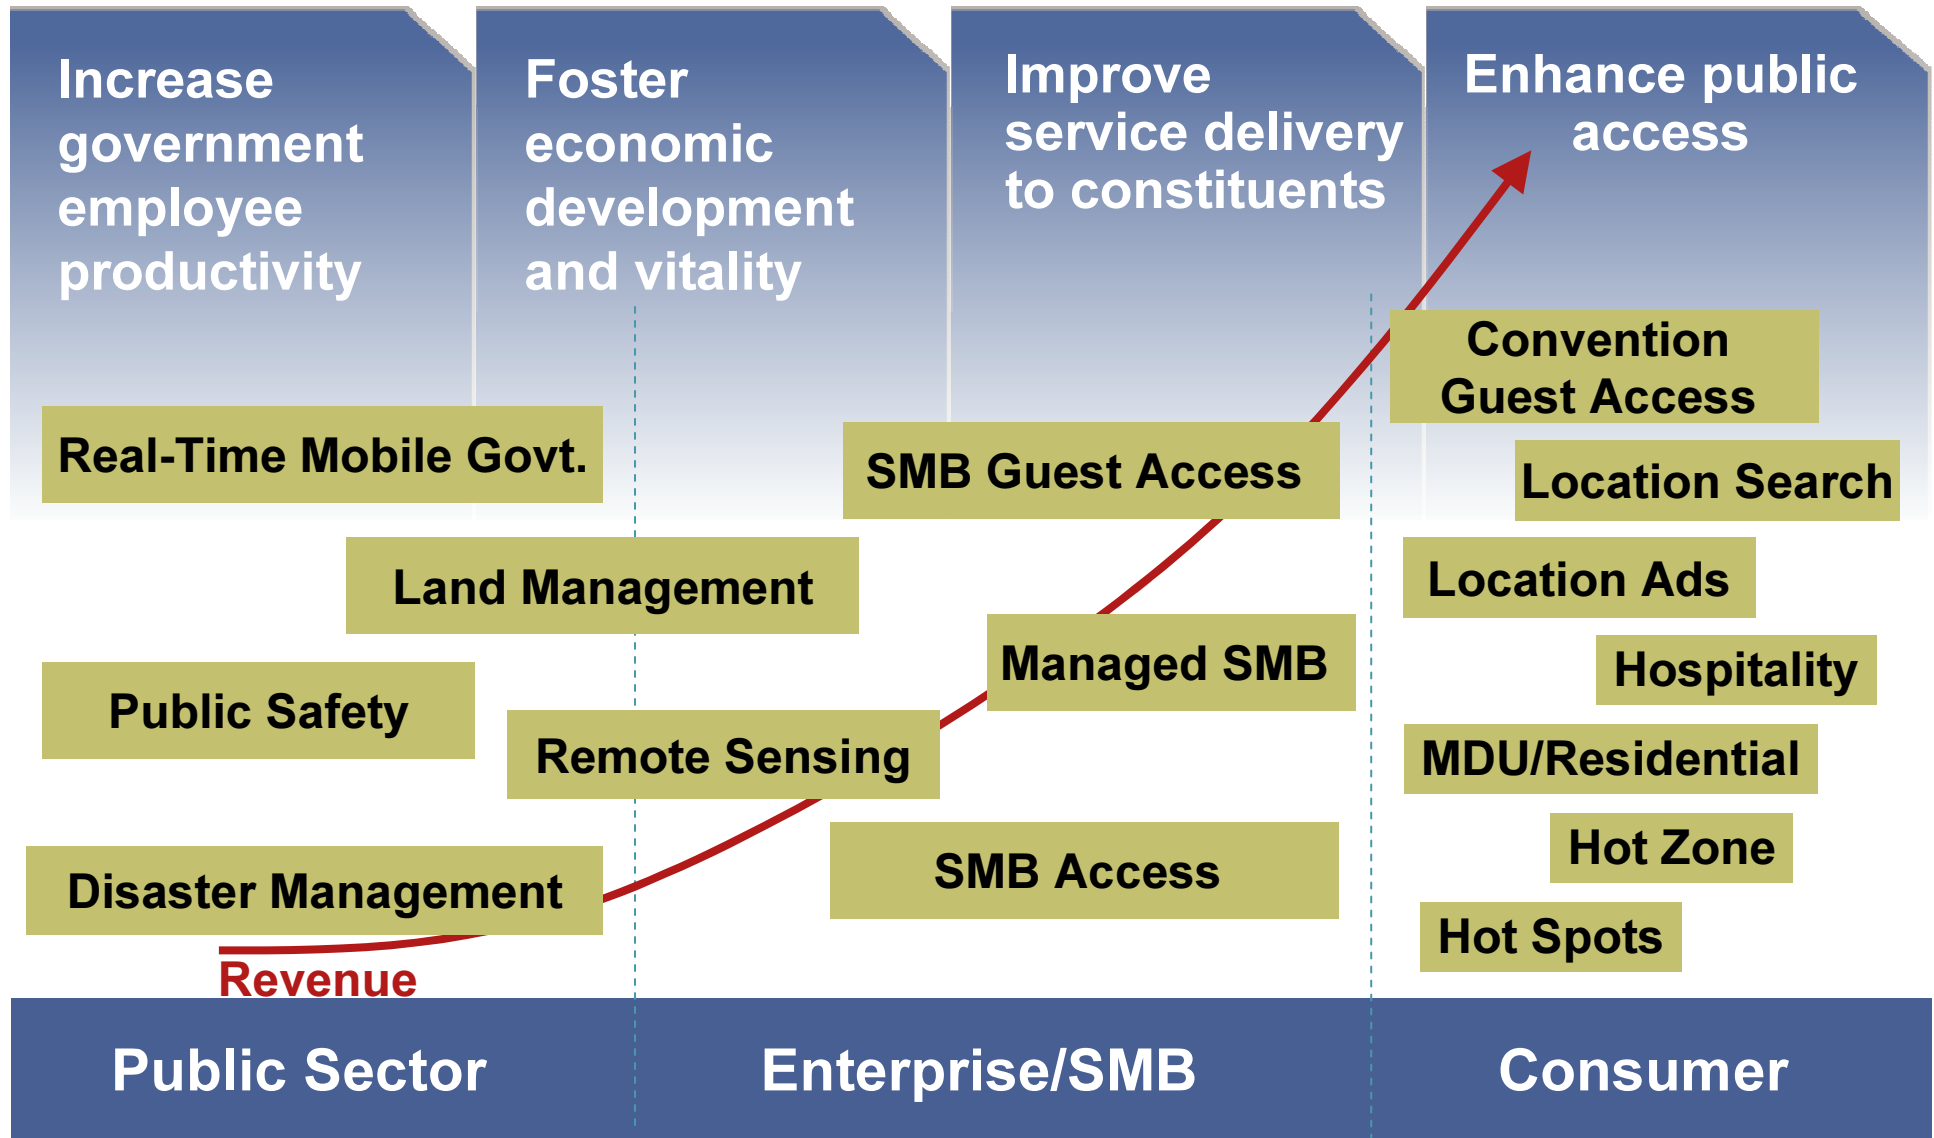 Increase
government
employee
productivity
Foster
economic
development
and vitality
Improve
service delivery
to constituents
Enhance public
access
Convention
Guest Access
Real-Time Mobile Govt.
SMB Guest Access
Location Search
Land Management
Location Ads
Public Safety
Managed SMB
Hospitality
Remote Sensing
MDU/Residential
Disaster Management
SMB Access
Hot Zone
Hot Spots
Revenue
Public Sector
Enterprise/SMB
Consumer